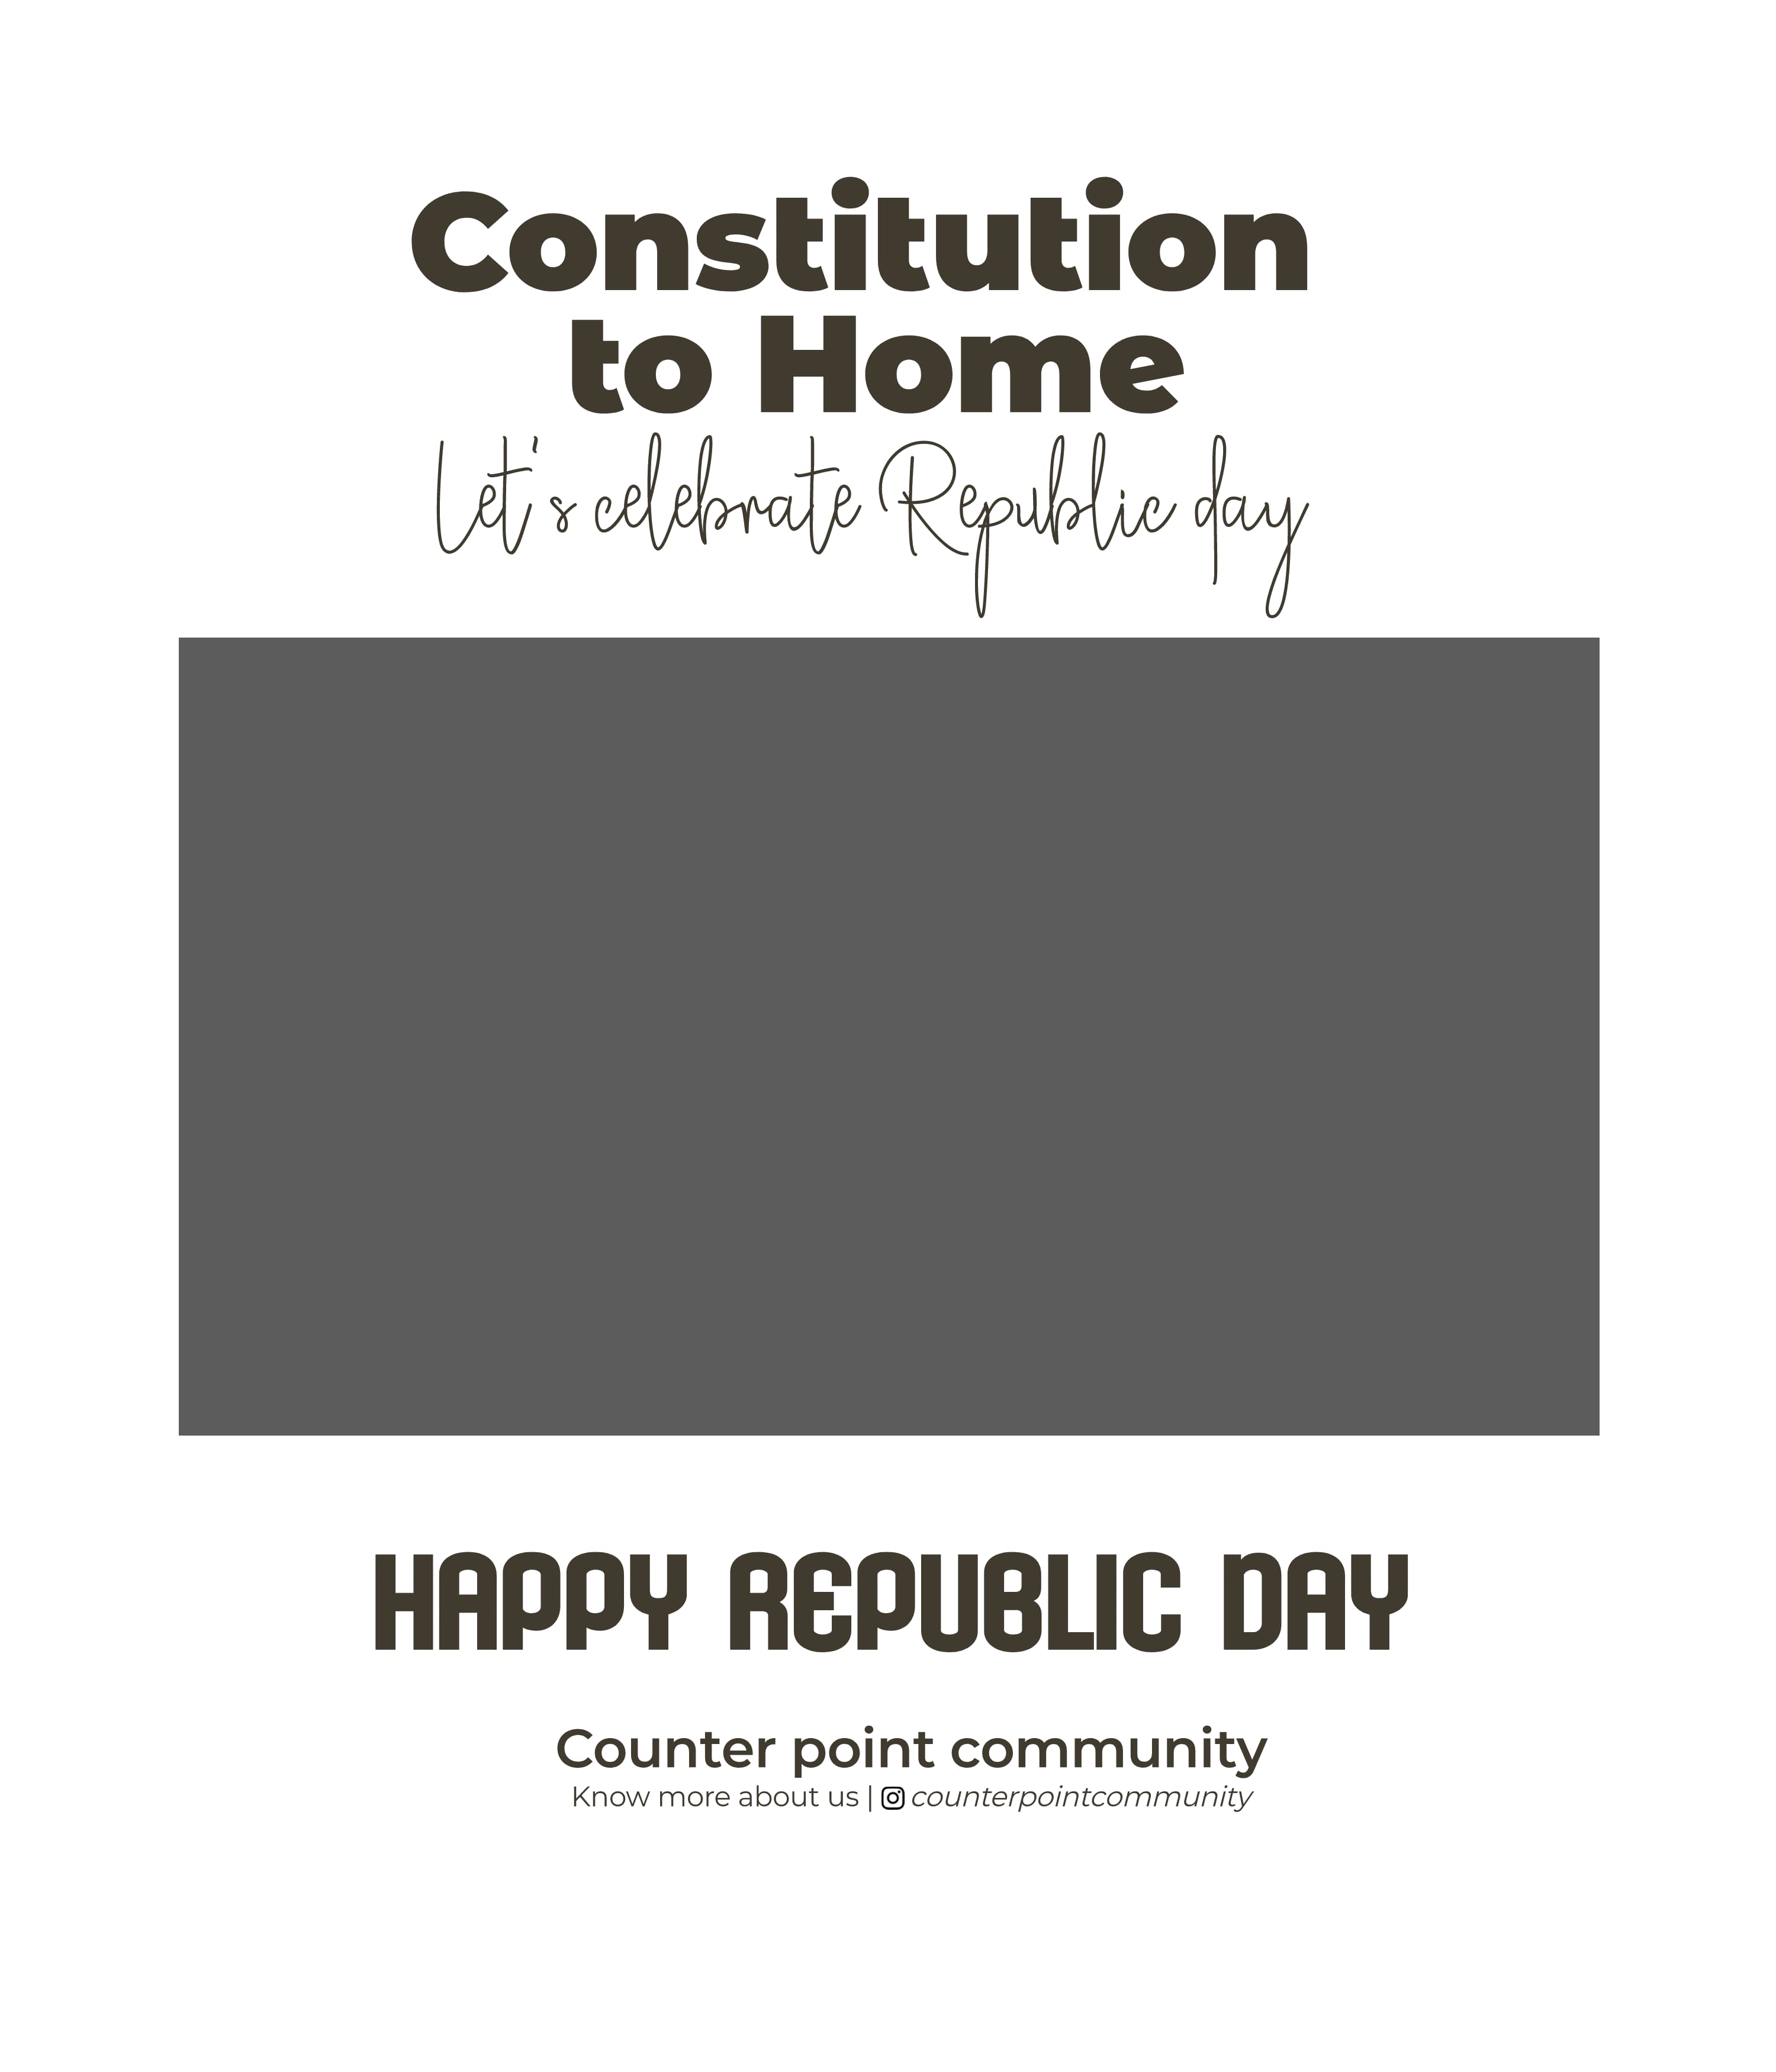 Constitution
to Home
Let's celebrate Republic day
HAPPY REPUBLIC DAY
Counter point community
Know more about us | counterpointcommunity